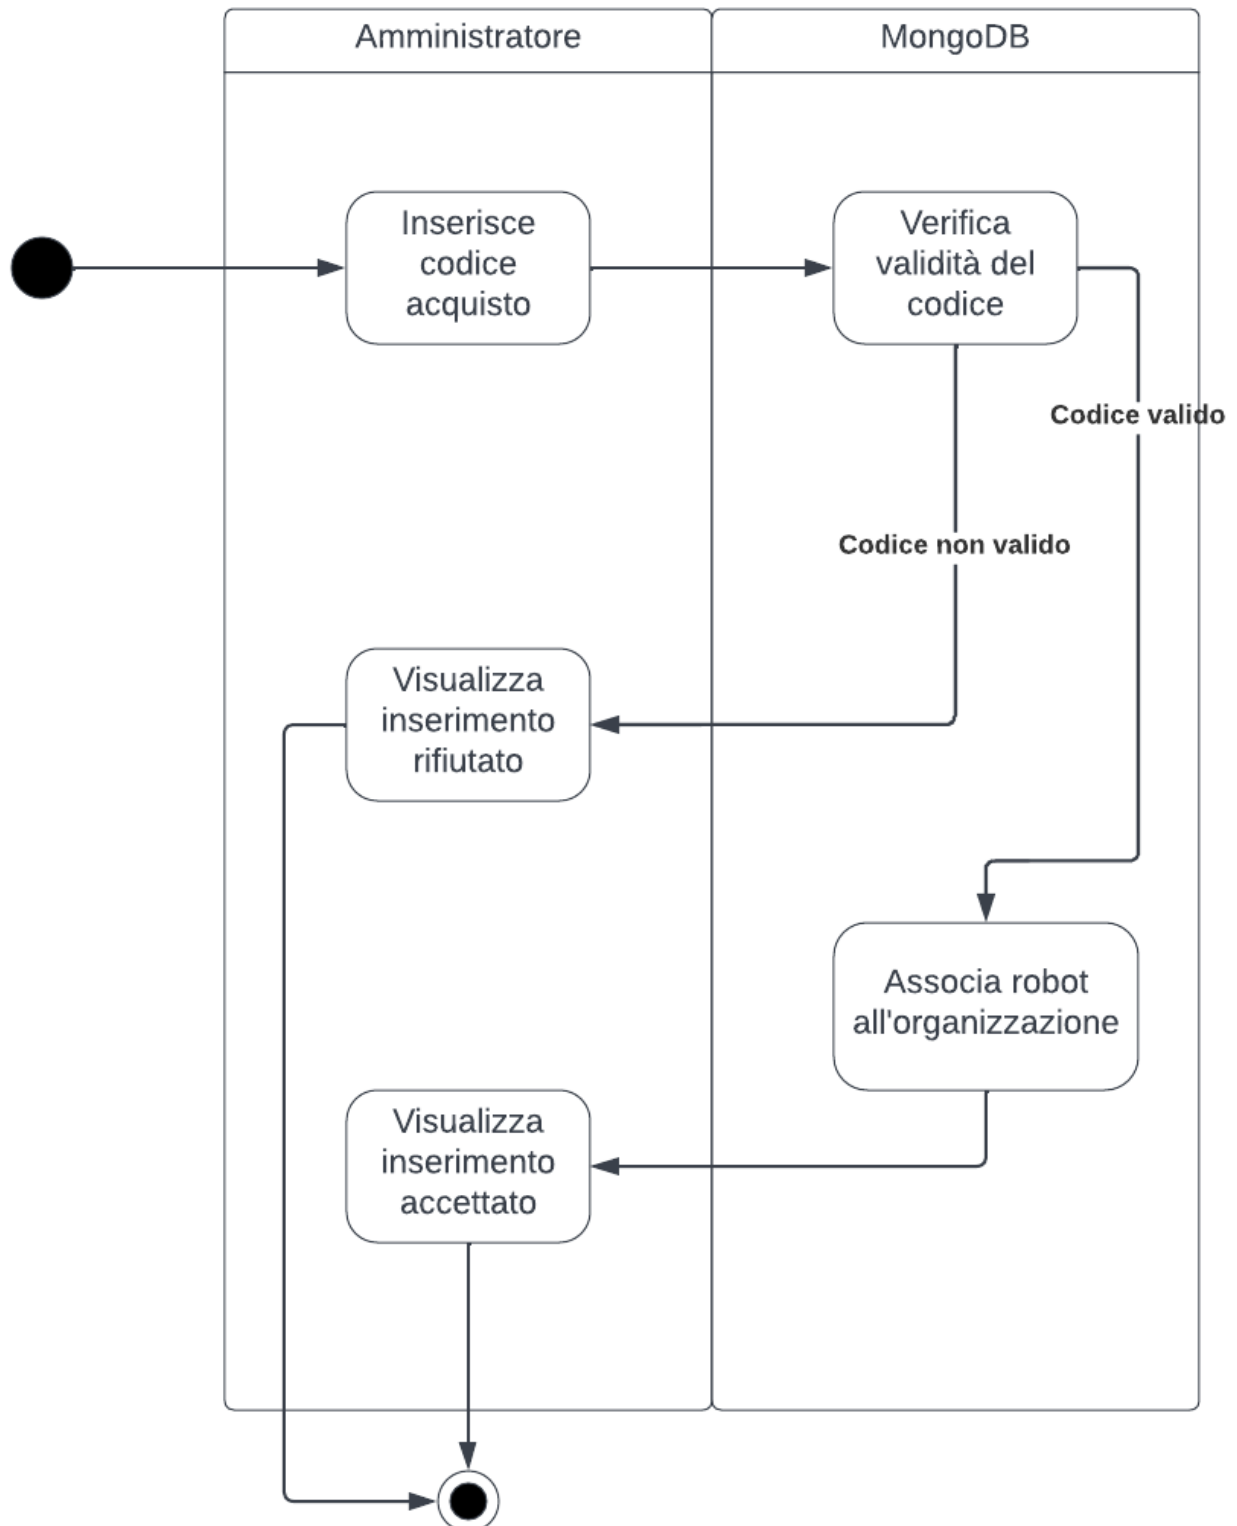 Amministratore
MongoDB
Inserisce
codice
acquisto
Verifica
validità del
codice
Codice valido
Codice non valido
Visualizza
inserimento
rifiutato
Associa robot
all'organizzazione
Visualizza
inserimento
accettato